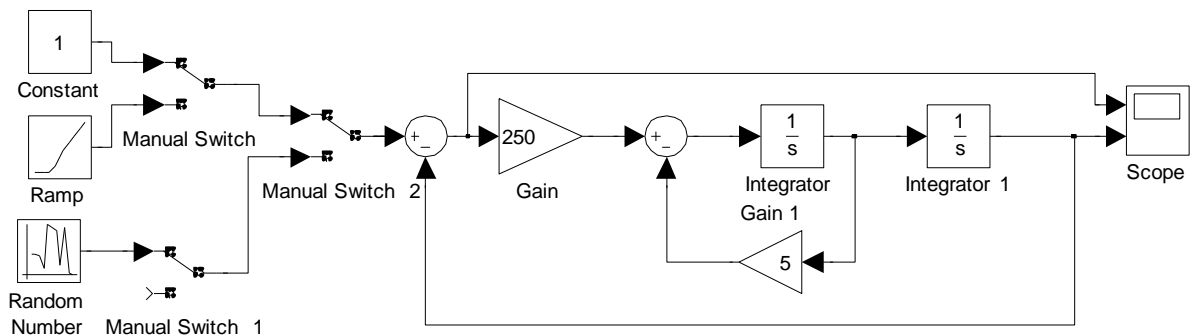 1
Constant
Ramp
Random
Number
Manual Switch
Manual Switch 1
Manual Switch 2
+
−
250
Gain
+
−
1
s
Integrator
Gain 1
5
1
s
Integrator 1
Scope